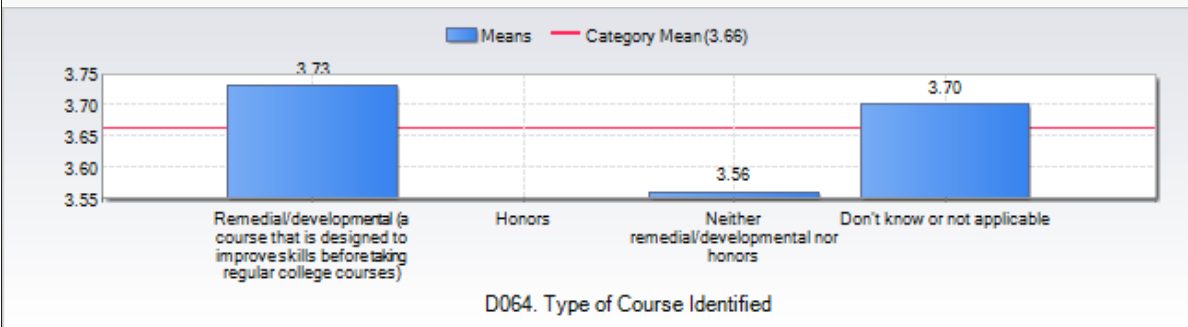 Means Category Mean (3.66)
3.75
3.70
3.65
3.60
3.55
3.73
3.56
3.70
Remedial/developmental (a
course that is designed to
improve skills before taking
regular college courses)
Honors
Neither
remedial/developmental nor
honors
Don't know or not applicable
D064. Type of Course Identified